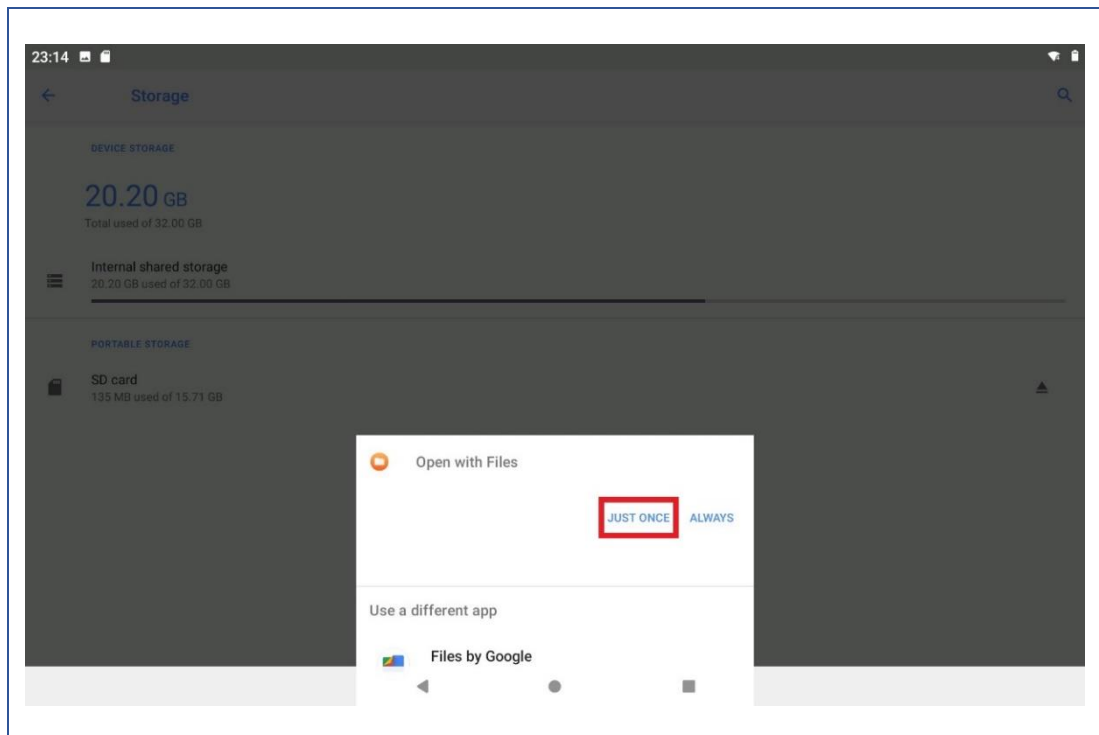 23:14
Storage
DEVICE STORAGE
20.20 GB
Total used of 32.00 GB
Internal shared storage
20.20 GB used of 32.00 GB
PORTABLE STORAGE
SD card
135 MB used of 15.71 GB
Open with Files
JUST ONCE ALWAYS
Use a different app
Files by Google